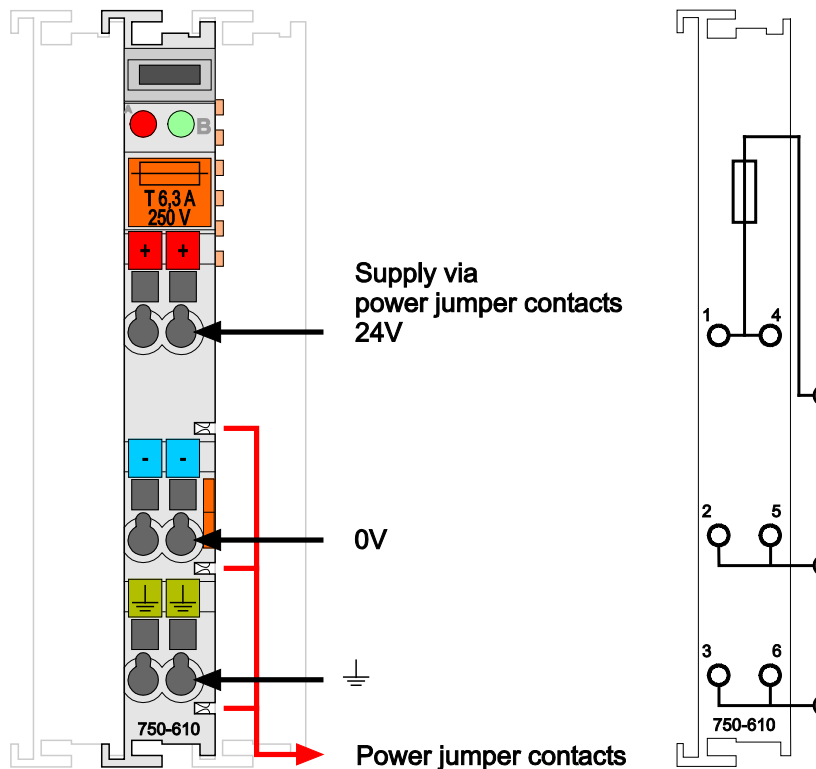 A
B
T 6,3 A
250 V
+ +
Supply via
power jumper contacts
24V
- -
0V
750-610
Power jumper contacts
1 4
2 5
3 6
750-610